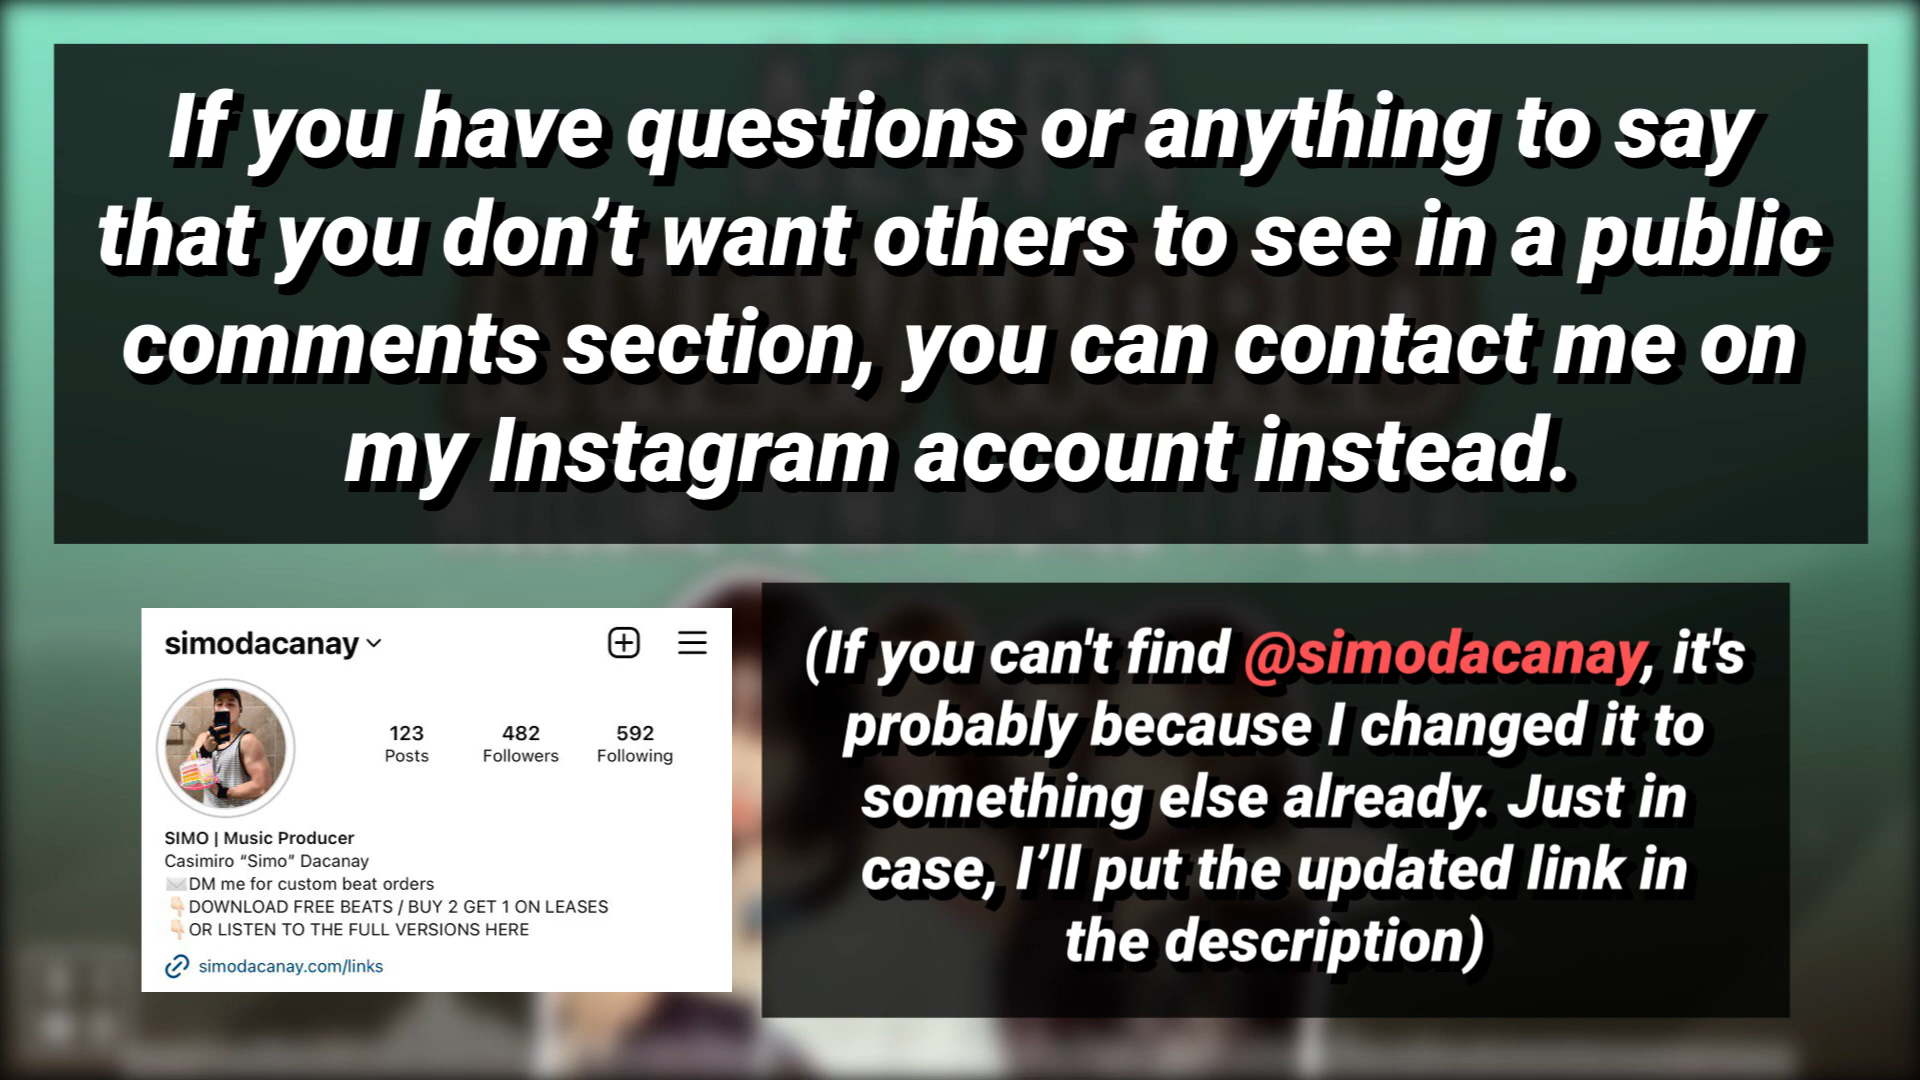 If you have questions or anything to say
that you don’t want others to see in a public
comments section, you can contact me on
my Instagram account instead.
simodacanay
123 482 592
Posts Followers Following
SIMO | Music Producer
Casimiro “Simo” Dacanay
✉️DM me for custom beat orders
👇🏻DOWNLOAD FREE BEATS / BUY 2 GET 1 ON LEASES
👇🏻OR LISTEN TO THE FULL VERSIONS HERE
simodacanay.com/links
(If you can't find @simodacanay, it's
probably because I changed it to
something else already. Just in
case, I’ll put the updated link in
the description)